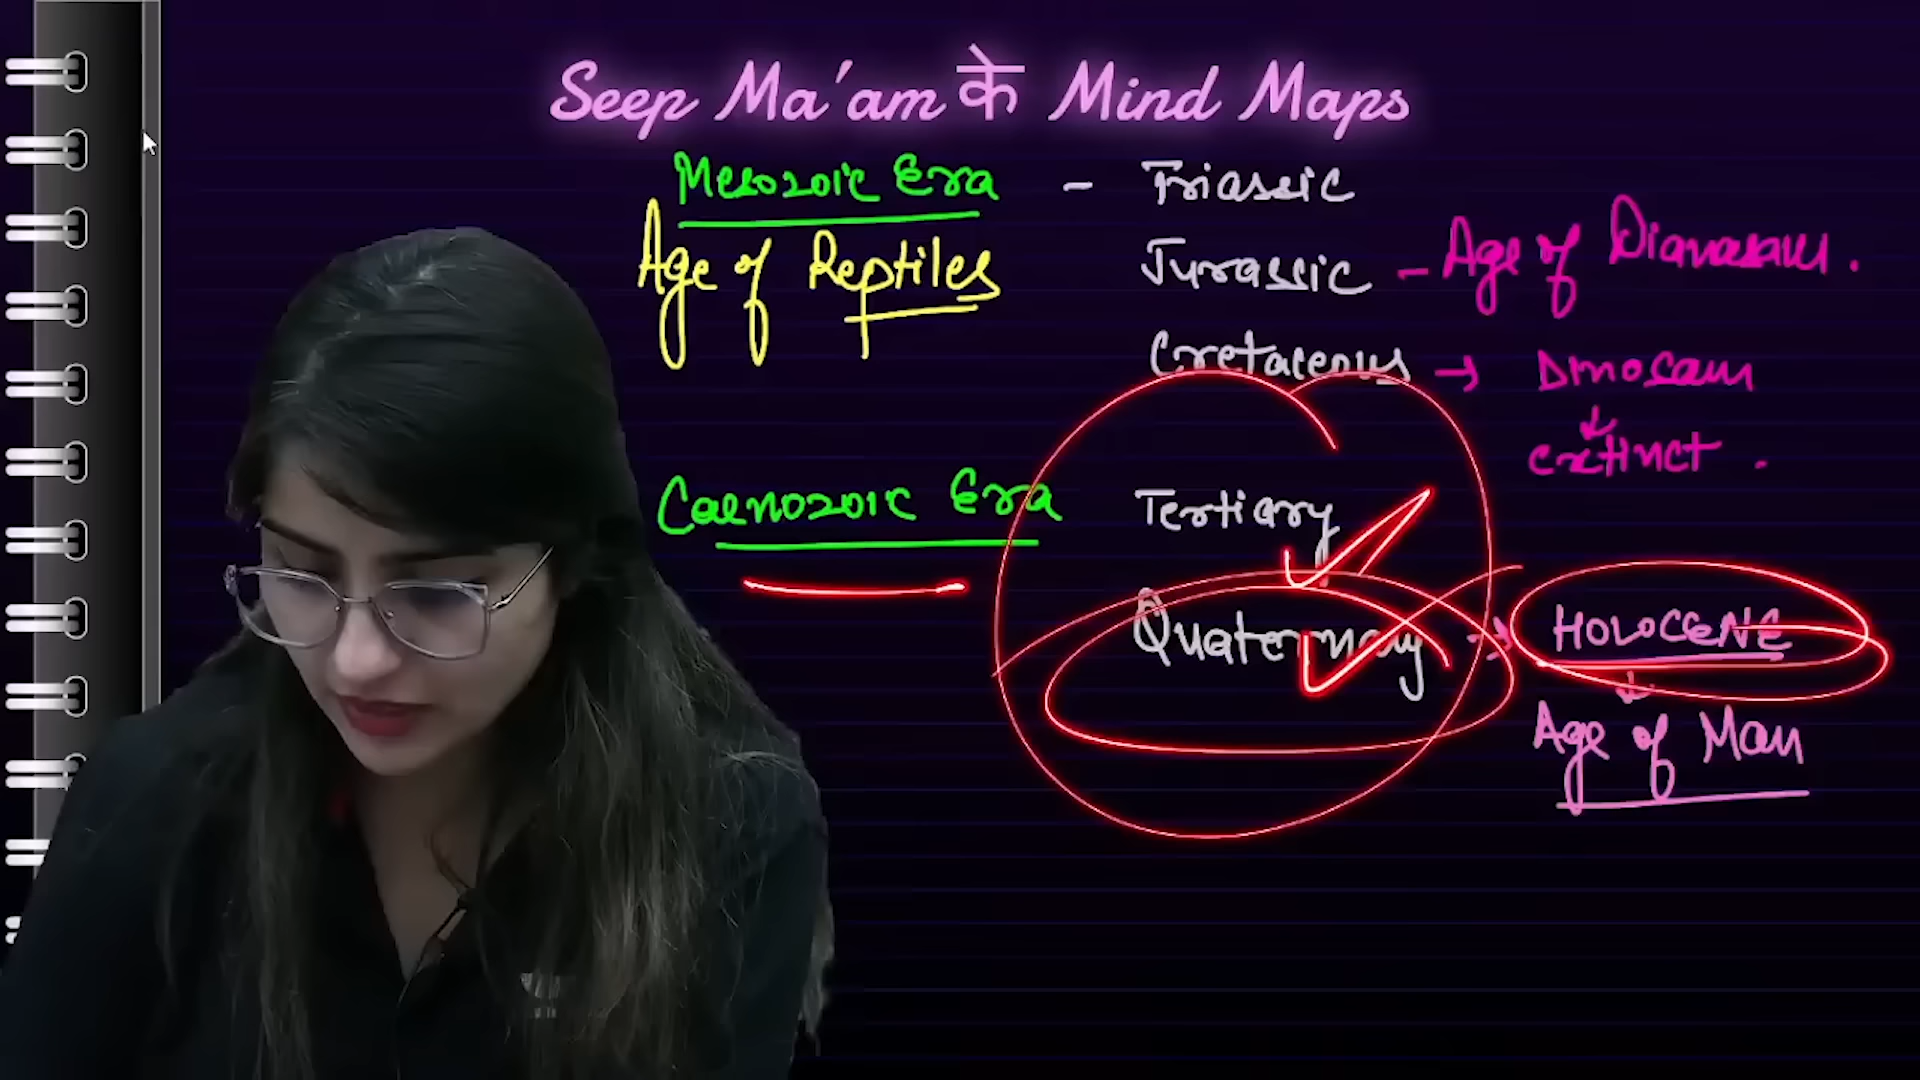 Seep Ma'am के Mind Maps
Mesozoic Era - Triassic
Age of Reptiles
Jurassic - Age of
Cretaceous → Dinosaur
↓
extinct.
Caenozoic Era
Tertiary
Quaternary → HOLOCENE
↓
Age of Man